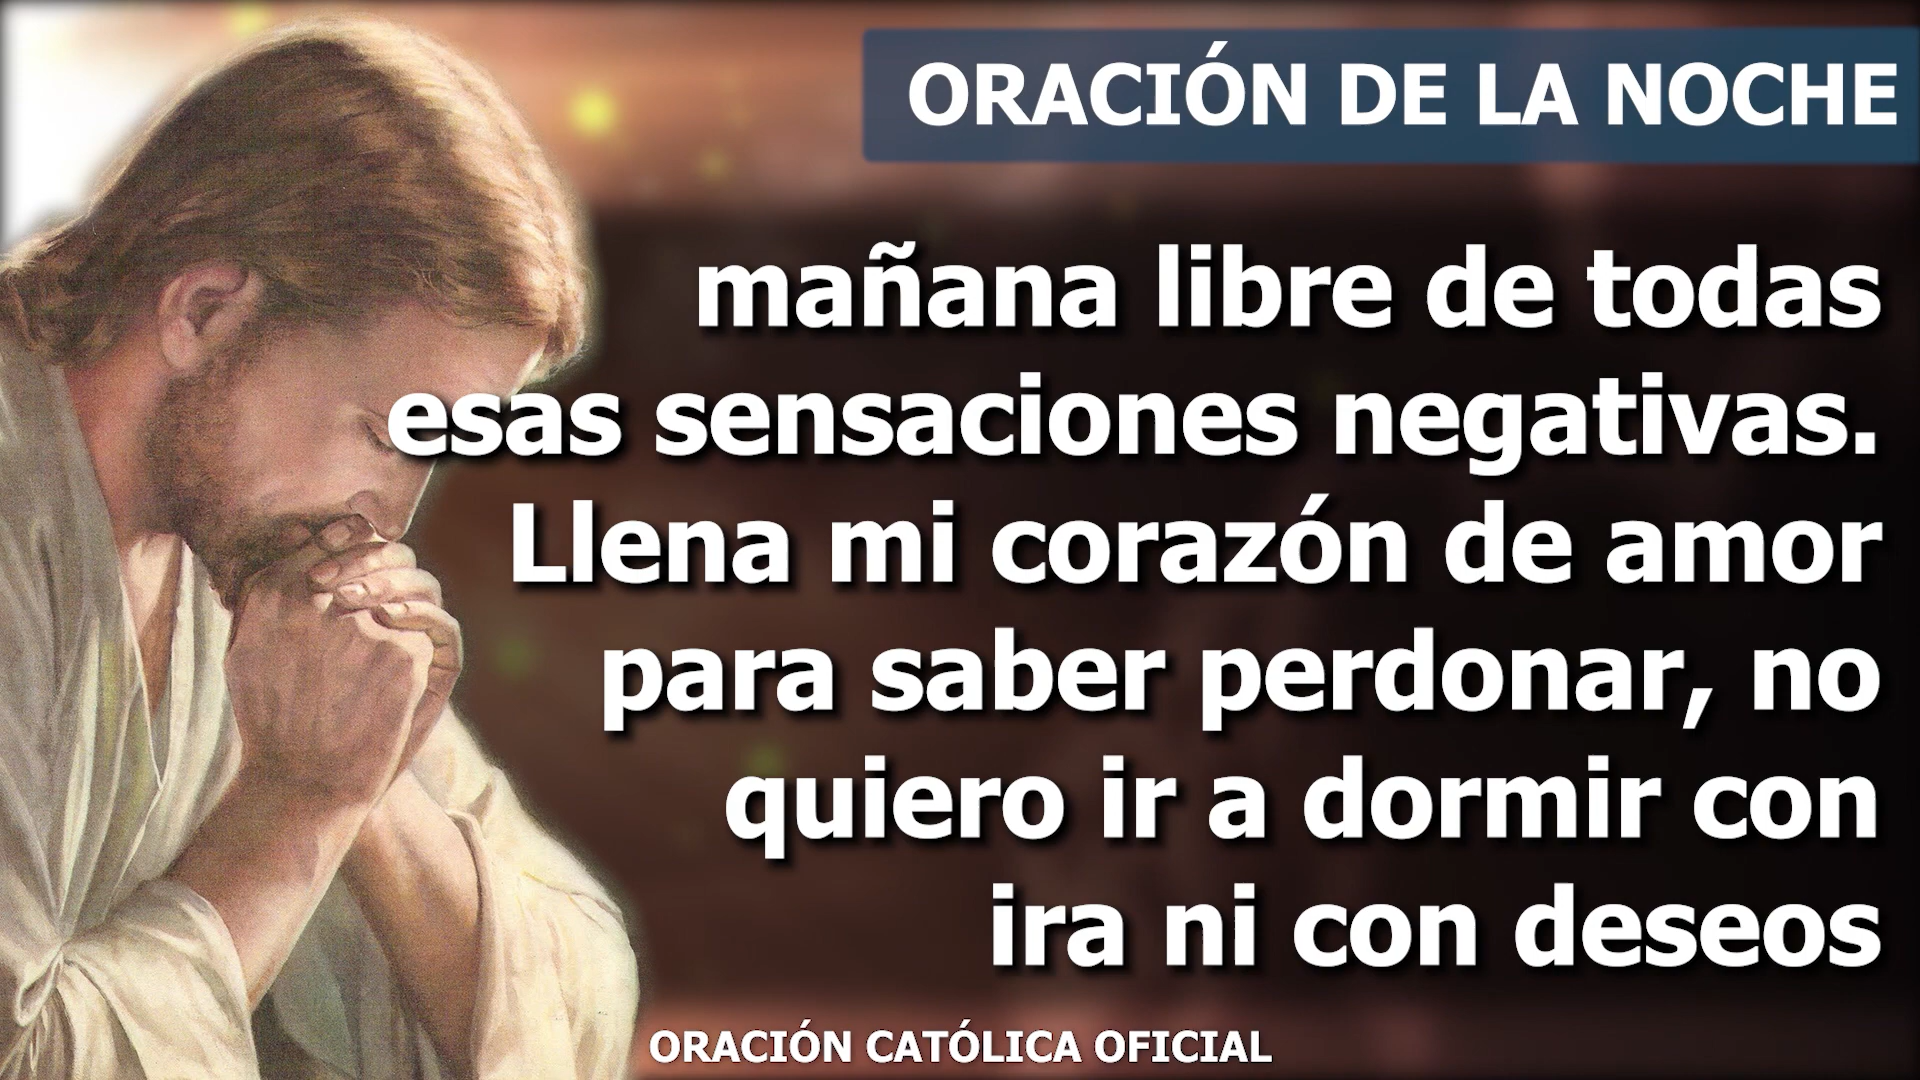 ORACIÓN DE LA NOCHE
mañana libre de todas
esas sensaciones negativas.
Llena mi corazón de amor
para saber perdonar, no
quiero ir a dormir con
ira ni con deseos
ORACIÓN CATÓLICA OFICIAL